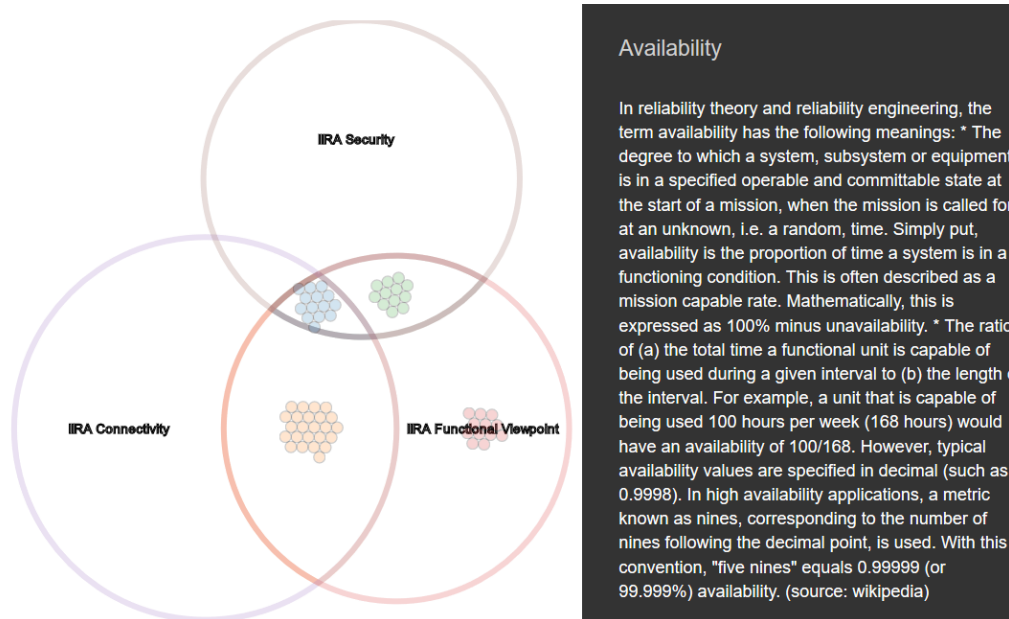 IIRA Security
IIRA Connectivity
IIRA Functional Viewpoint
Availability
In reliability theory and reliability engineering, the
term availability has the following meanings: * The
degree to which a system, subsystem or equipment
is in a specified operable and committable state at
the start of a mission, when the mission is called for
at an unknown, i.e. a random, time. Simply put,
availability is the proportion of time a system is in a
functioning condition. This is often described as a
mission capable rate. Mathematically, this is
expressed as 100% minus unavailability. * The ratio
of (a) the total time a functional unit is capable of
being used during a given interval to (b) the length
the interval. For example, a unit that is capable of
being used 100 hours per week (168 hours) would
have an availability of 100/168. However, typical
availability values are specified in decimal (such as
0.9998). In high availability applications, a metric
known as nines, corresponding to the number of
nines following the decimal point, is used. With this
convention, "five nines" equals 0.99999 (or
99.999%) availability. (source: wikipedia)